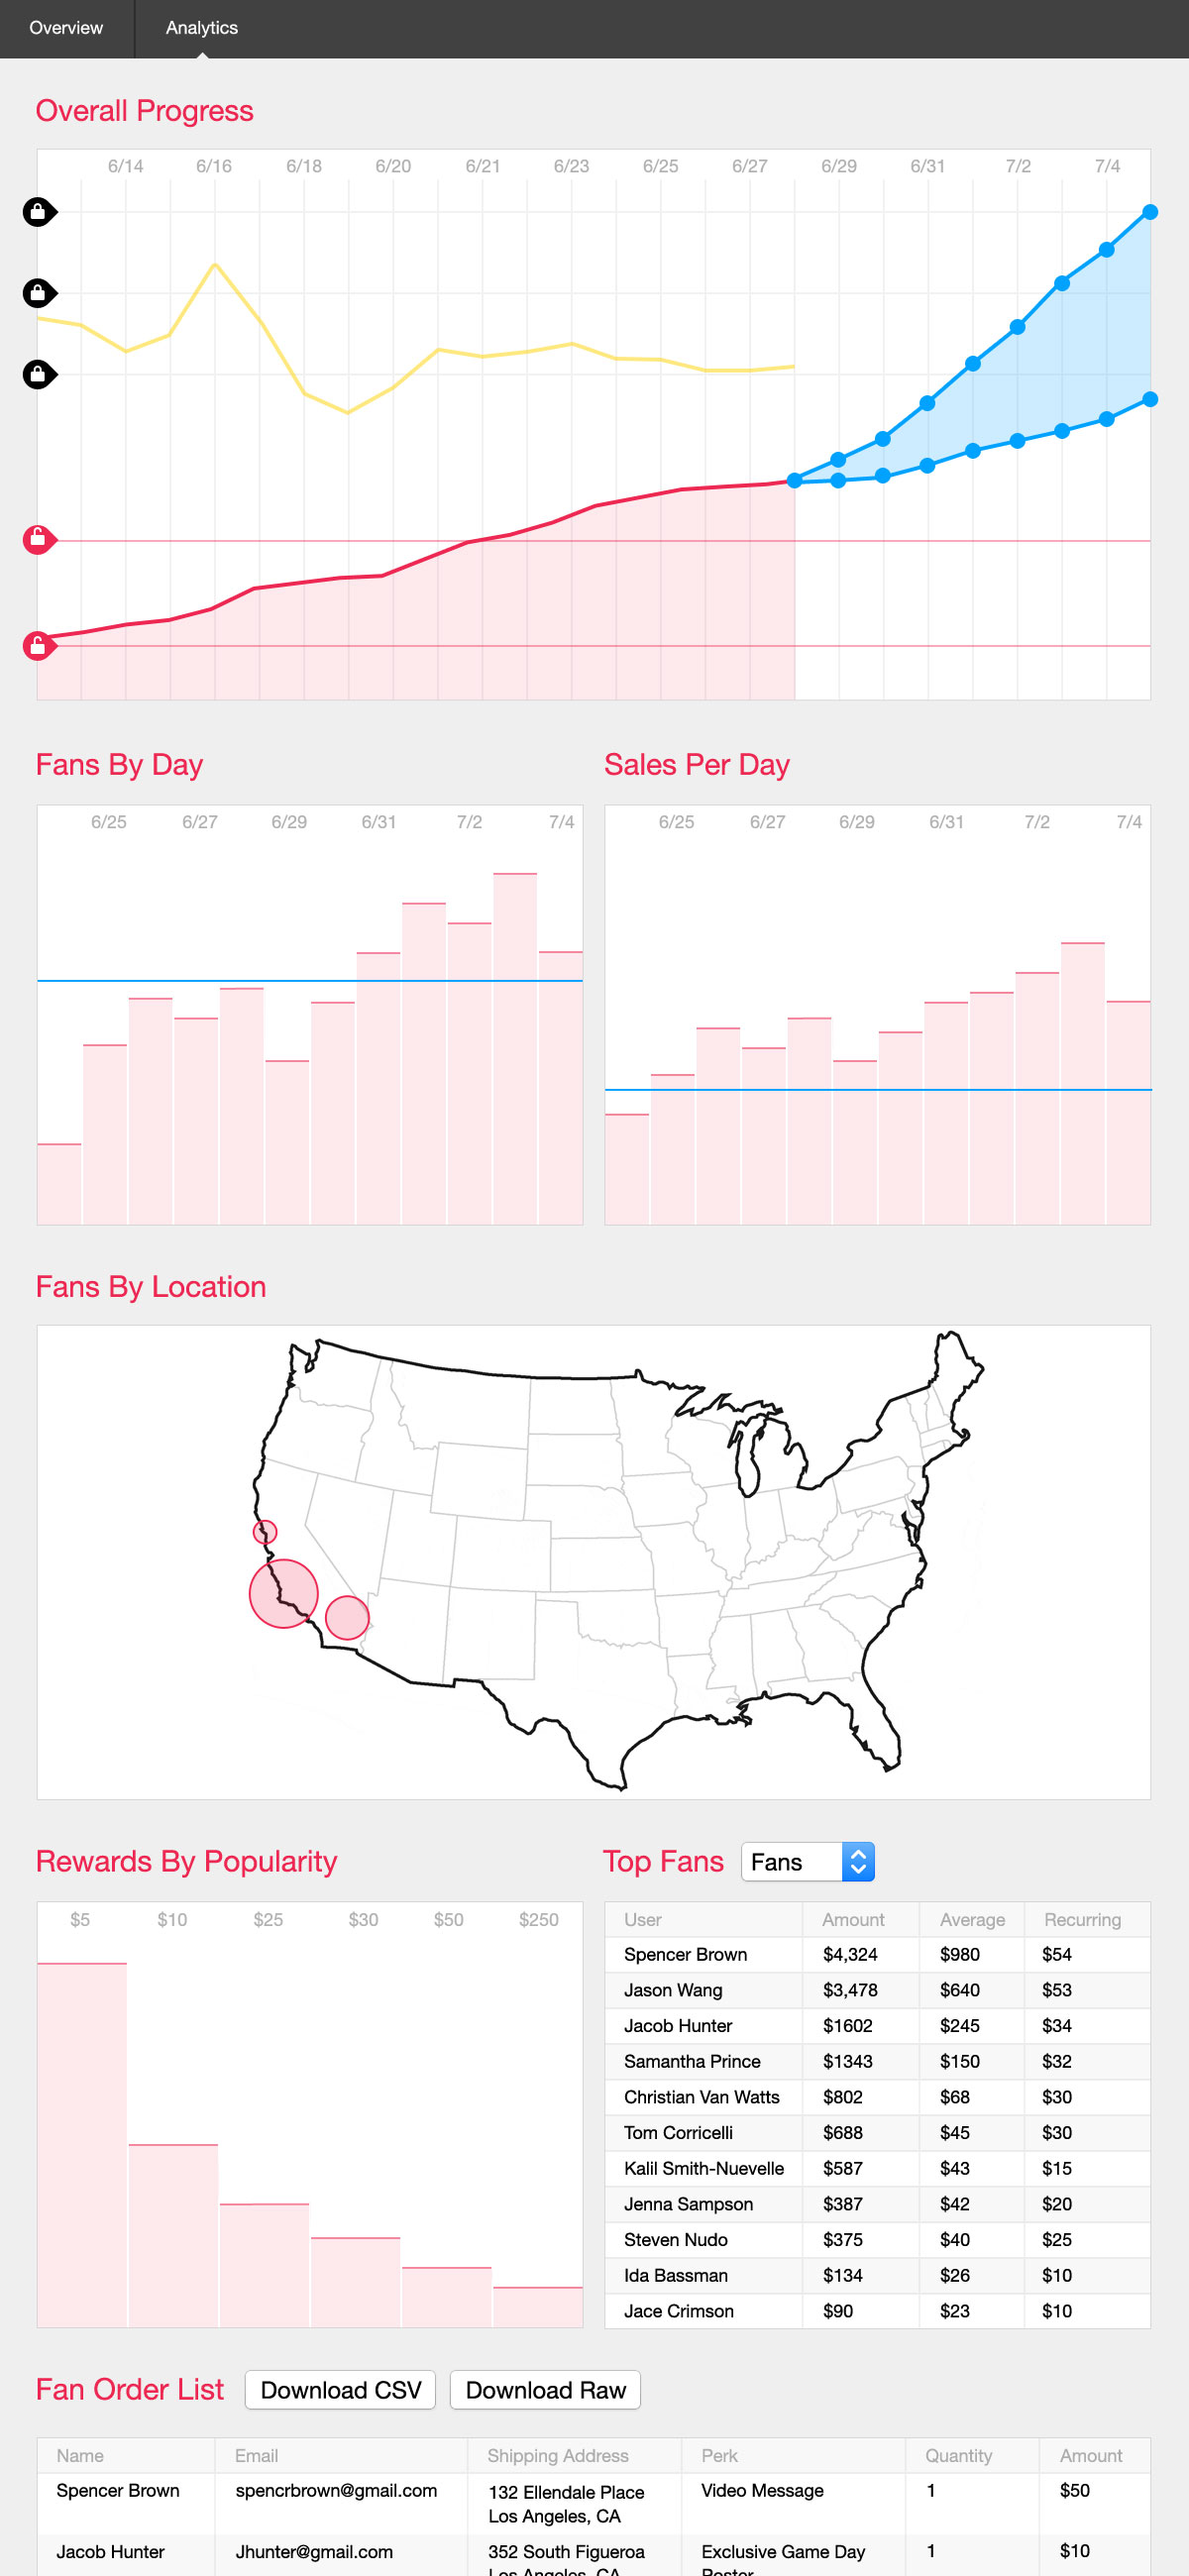 Overview Analytics
Overall Progress
6/14 6/16 6/18 6/20 6/21 6/23 6/25 6/27 6/29 6/31 7/2 7/4
Fans By Day
6/25 6/27 6/29 6/31 7/2 7/4
Sales Per Day
6/25 6/27 6/29 6/31 7/2 7/4
Fans By Location
Rewards By Popularity
$5 $10 $25 $30 $50 $250
Top Fans Fans
User Amount Average Recurring
Spencer Brown $4,324 $980 $54
Jason Wang $3,478 $640 $53
Jacob Hunter $1602 $245 $34
Samantha Prince $1343 $150 $32
Christian Van Watts $802 $68 $30
Tom Corricelli $688 $45 $30
Kalil Smith-Nuevelle $587 $43 $15
Jenna Sampson $387 $42 $20
Steven Nudo $375 $40 $25
Ida Bassman $134 $26 $10
Jace Crimson $90 $23 $10
Fan Order List Download CSV Download Raw
Name Email Shipping Address Perk Quantity Amount
Spencer Brown spencrbrown@gmail.com 132 Ellendale Place Video Message 1 $50
Los Angeles, CA
Jacob Hunter Jhunter@gmail.com 352 South Figueroa Exclusive Game Day 1 $10
Los Angeles, CA Poster